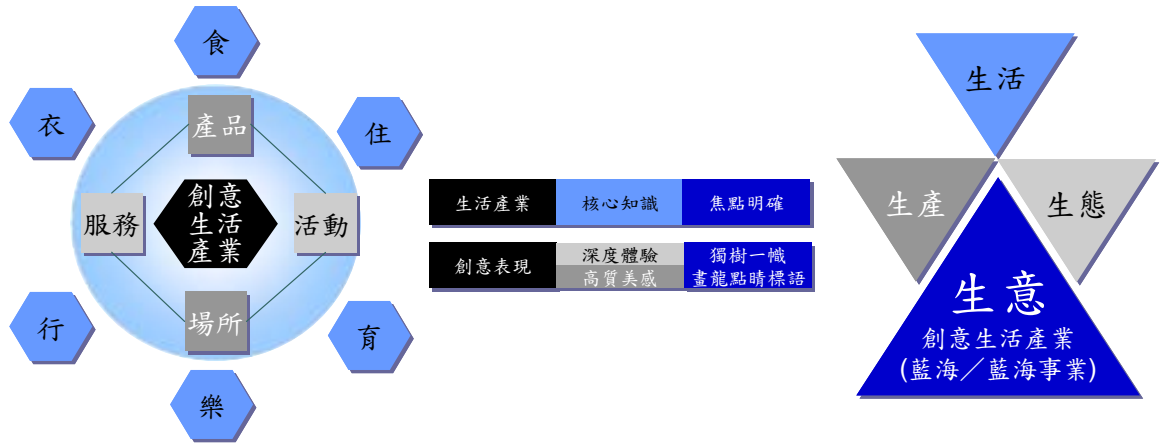 食
衣
住
產品
服務
創意
生活
產業
活動
場所
行
育
樂
生活產業
核心知識
焦點明確
創意表現
深度體驗
高質美感
獨樹一幟
畫龍點睛標語
生活
生產
生態
生意
創意生活產業
(藍海／藍海事業)